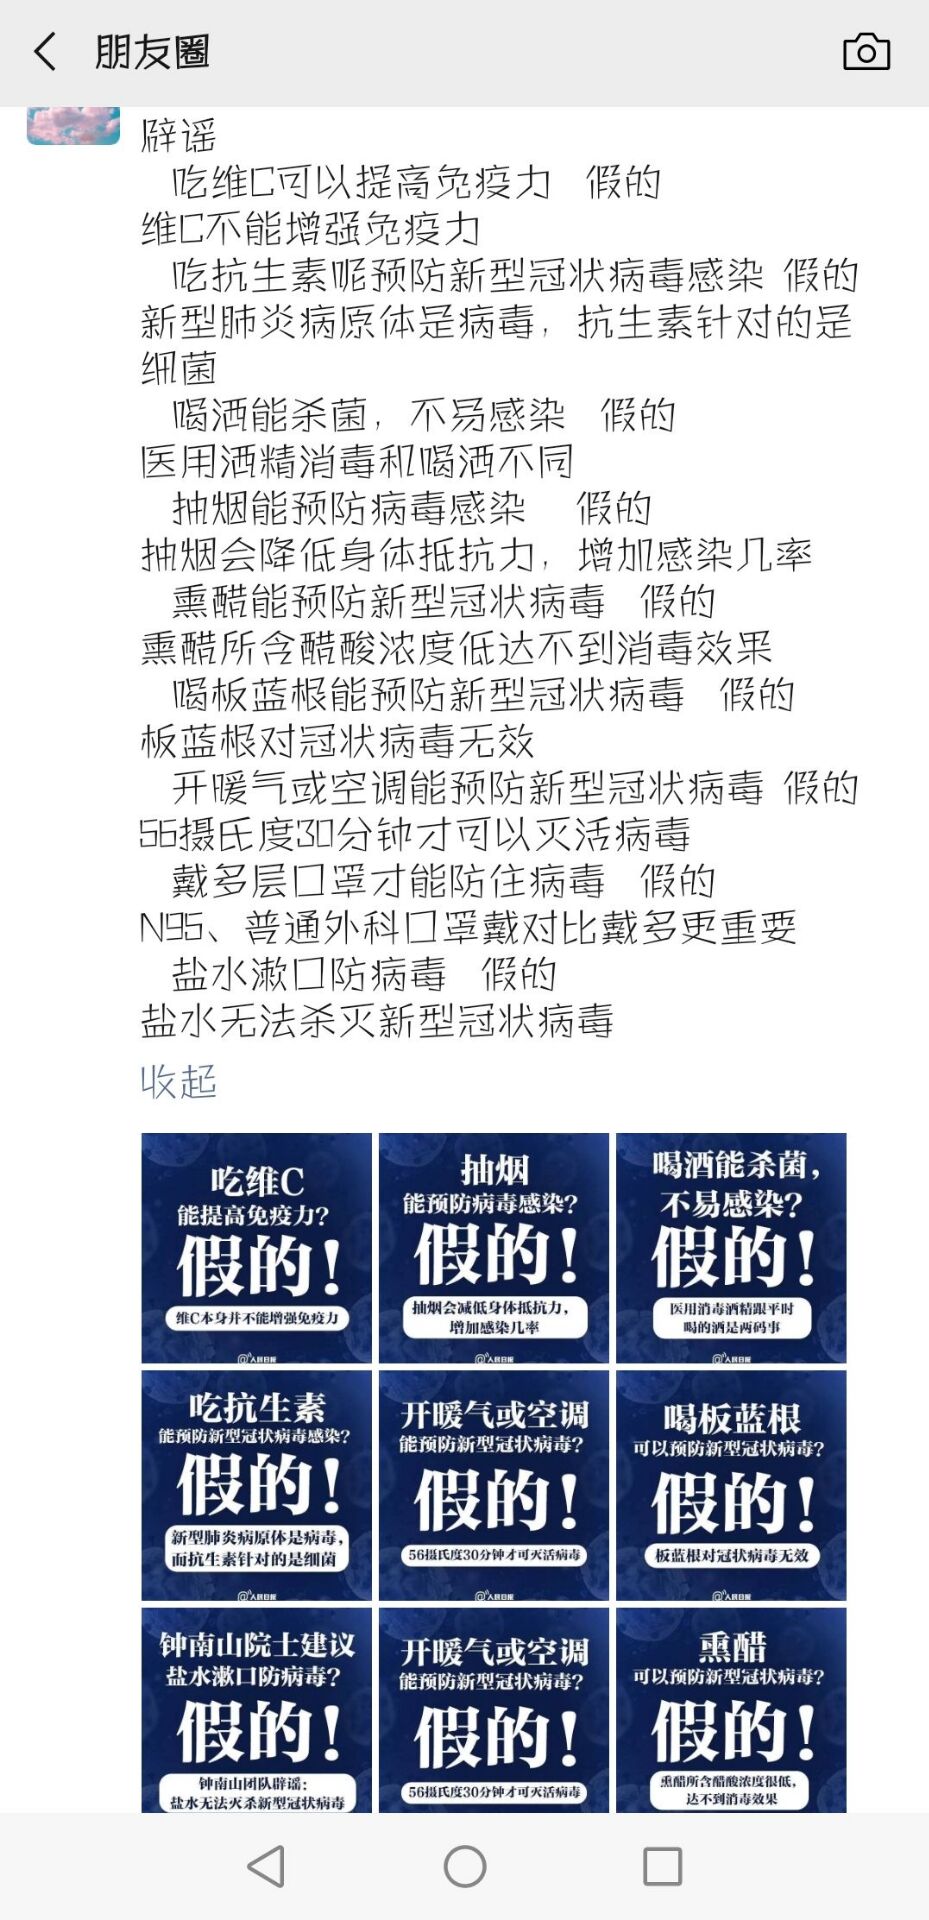 朋友圈
辟谣
吃维C可以提高免疫力 假的
维C不能增强免疫力
吃抗生素呢预防新型冠状病毒感染 假的
新型肺炎病原体是病毒，抗生素针对的是
细菌
喝酒能杀菌，不易感染 假的
医用酒精消毒和喝酒不同
抽烟能预防病毒感染 假的
抽烟会降低身体抵抗力，增加感染几率
熏醋能预防新型冠状病毒 假的
熏醋所含醋酸浓度低达不到消毒效果
喝板蓝根能预防新型冠状病毒 假的
板蓝根对冠状病毒无效
开暖气或空调能预防新型冠状病毒 假的
56摄氏度30分钟才可以灭活病毒
戴多层口罩才能防住病毒 假的
N95、普通外科口罩戴对比戴多更重要
盐水漱口防病毒 假的
盐水无法杀灭新型冠状病毒
收起
吃维C
能提高免疫力？
假的！
维C本身并不能增强免疫力
@人民日报
抽烟
能预防病毒感染？
假的！
抽烟会减低身体抵抗力，
增加感染几率
@人民日报
喝酒能杀菌，
不易感染？
假的！
医用消毒酒精跟平时
喝的酒是两码事
@人民日报
吃抗生素
能预防新型冠状病毒感染？
假的！
新型肺炎病原体是病毒，
而抗生素针对的是细菌
@人民日报
开暖气或空调
能预防新型冠状病毒？
假的！
56摄氏度30分钟才可灭活病毒
@人民日报
喝板蓝根
可以预防新型冠状病毒？
假的！
板蓝根对冠状病毒无效
@人民日报
钟南山院士建议
盐水漱口防病毒？
假的！
钟南山团队辟谣：
盐水无法灭杀新型冠状病毒
开暖气或空调
能预防新型冠状病毒？
假的！
56摄氏度30分钟才可灭活病毒
熏醋
可以预防新型冠状病毒？
假的！
熏醋所含醋酸浓度很低，
达不到消毒效果